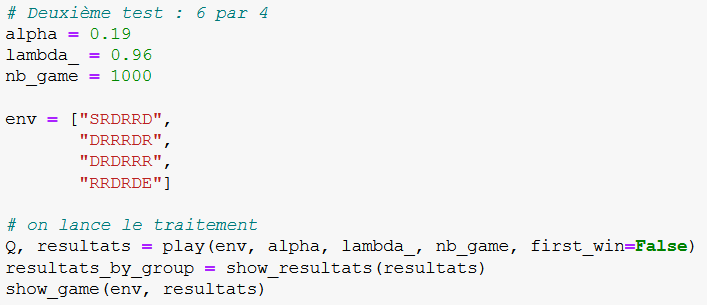 # Deuxième test : 6 par 4
alpha = 0.19
lambda_ = 0.96
nb_game = 1000
env = ["SRDRRD",
"DRRRDR",
"DRDRRR",
"RRDRDE"]
# on lance le traitement
Q, resultats = play(env, alpha, lambda_, nb_game, first_win=False)
resultats_by_group = show_resultats(resultats)
show_game(env, resultats)